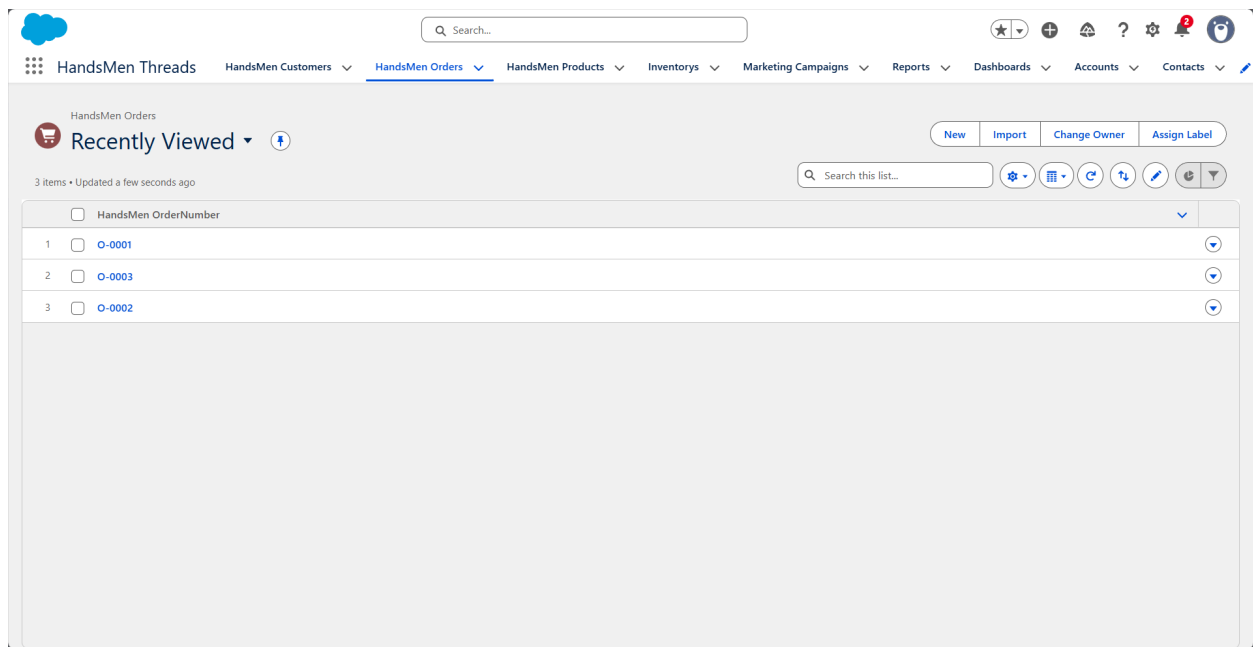 Search...
2
HandsMen Threads HandsMen Customers HandsMen Orders HandsMen Products Inventorys Marketing Campaigns Reports Dashboards Accounts Contacts
HandsMen Orders
Recently Viewed
New Import Change Owner Assign Label
3 items • Updated a few seconds ago
Search this list...
HandsMen OrderNumber
1 O-0001
2 O-0003
3 O-0002